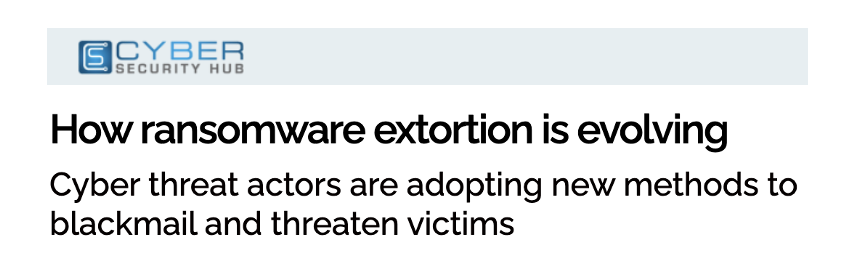 CYBER
SECURITY HUB
How ransomware extortion is evolving
Cyber threat actors are adopting new methods to
blackmail and threaten victims